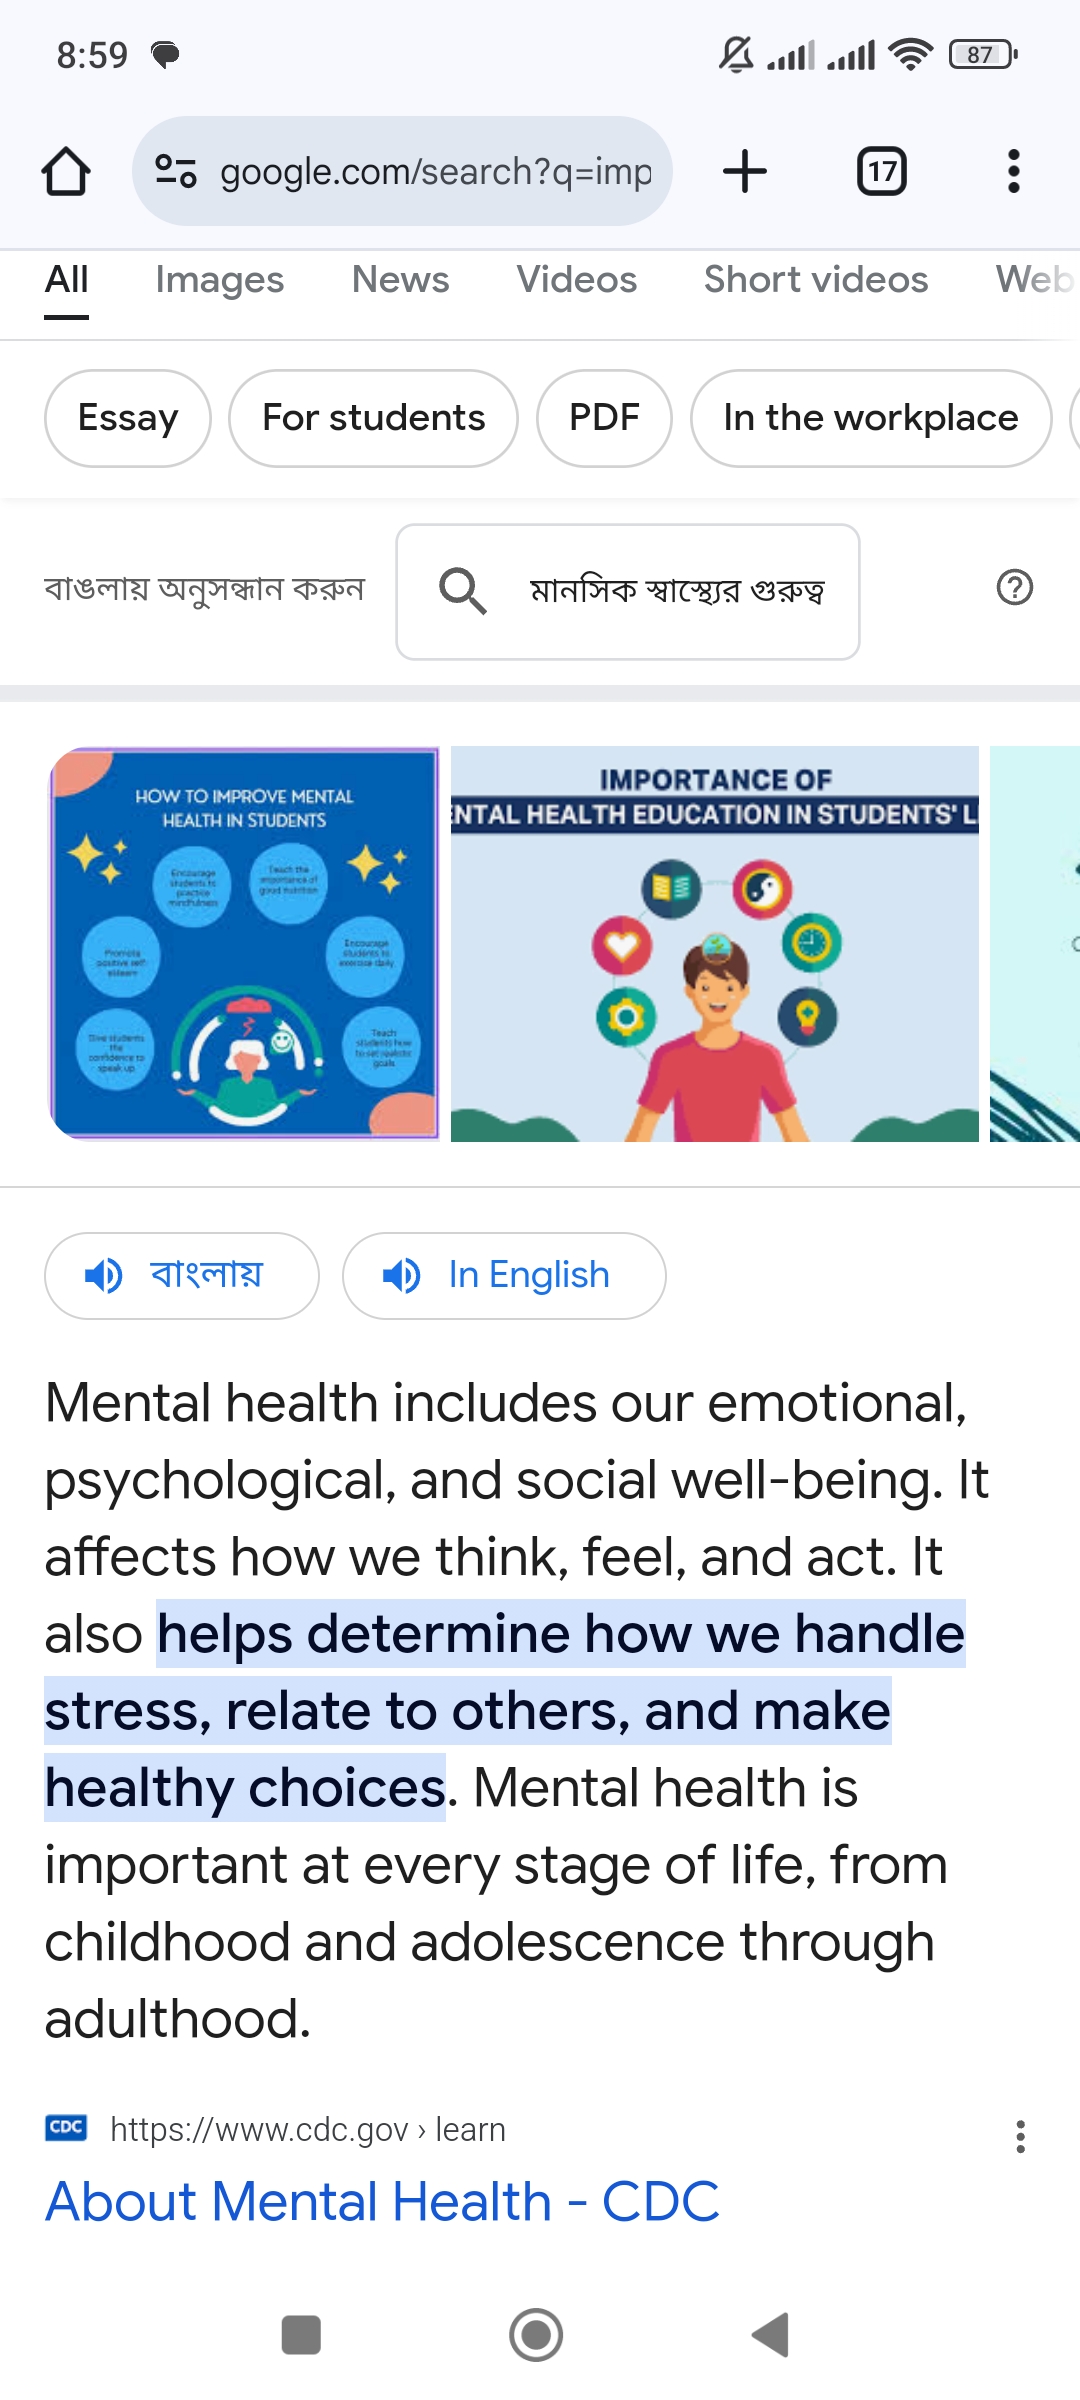 8:59
87
google.com/search?q=imp
17
All Images News Videos Short videos Web
Essay For students PDF In the workplace
বাঙলায় অনুসন্ধান করুন
মানসিক স্বাস্থ্যের গুরুত্ব
HOW TO IMPROVE MENTAL
HEALTH IN STUDENTS
Encourage
students to
practice
mindfulness
Teach the
importance of
good nutrition
Promote
positive self
esteem
Encourage
students to
exercise daily
Give students
the
confidence to
speak up
Teach
students how
to set realistic
goals
IMPORTANCE OF
ENTAL HEALTH EDUCATION IN STUDENTS' L
বাংলায়
In English
Mental health includes our emotional,
psychological, and social well-being. It
affects how we think, feel, and act. It
also helps determine how we handle
stress, relate to others, and make
healthy choices. Mental health is
important at every stage of life, from
childhood and adolescence through
adulthood.
CDC https://www.cdc.gov › learn
About Mental Health - CDC